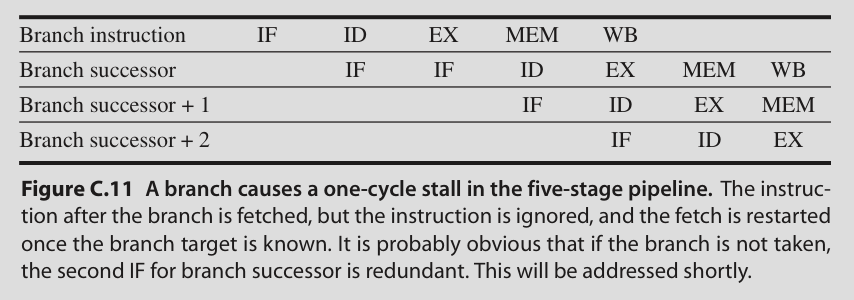 Branch instruction IF ID EX MEM WB
Branch successor IF IF ID EX MEM WB
Branch successor + 1 IF ID EX MEM
Branch successor + 2 IF ID EX
Figure C.11 A branch causes a one-cycle stall in the five-stage pipeline. The instruc-
tion after the branch is fetched, but the instruction is ignored, and the fetch is restarted
once the branch target is known. It is probably obvious that if the branch is not taken,
the second IF for branch successor is redundant. This will be addressed shortly.